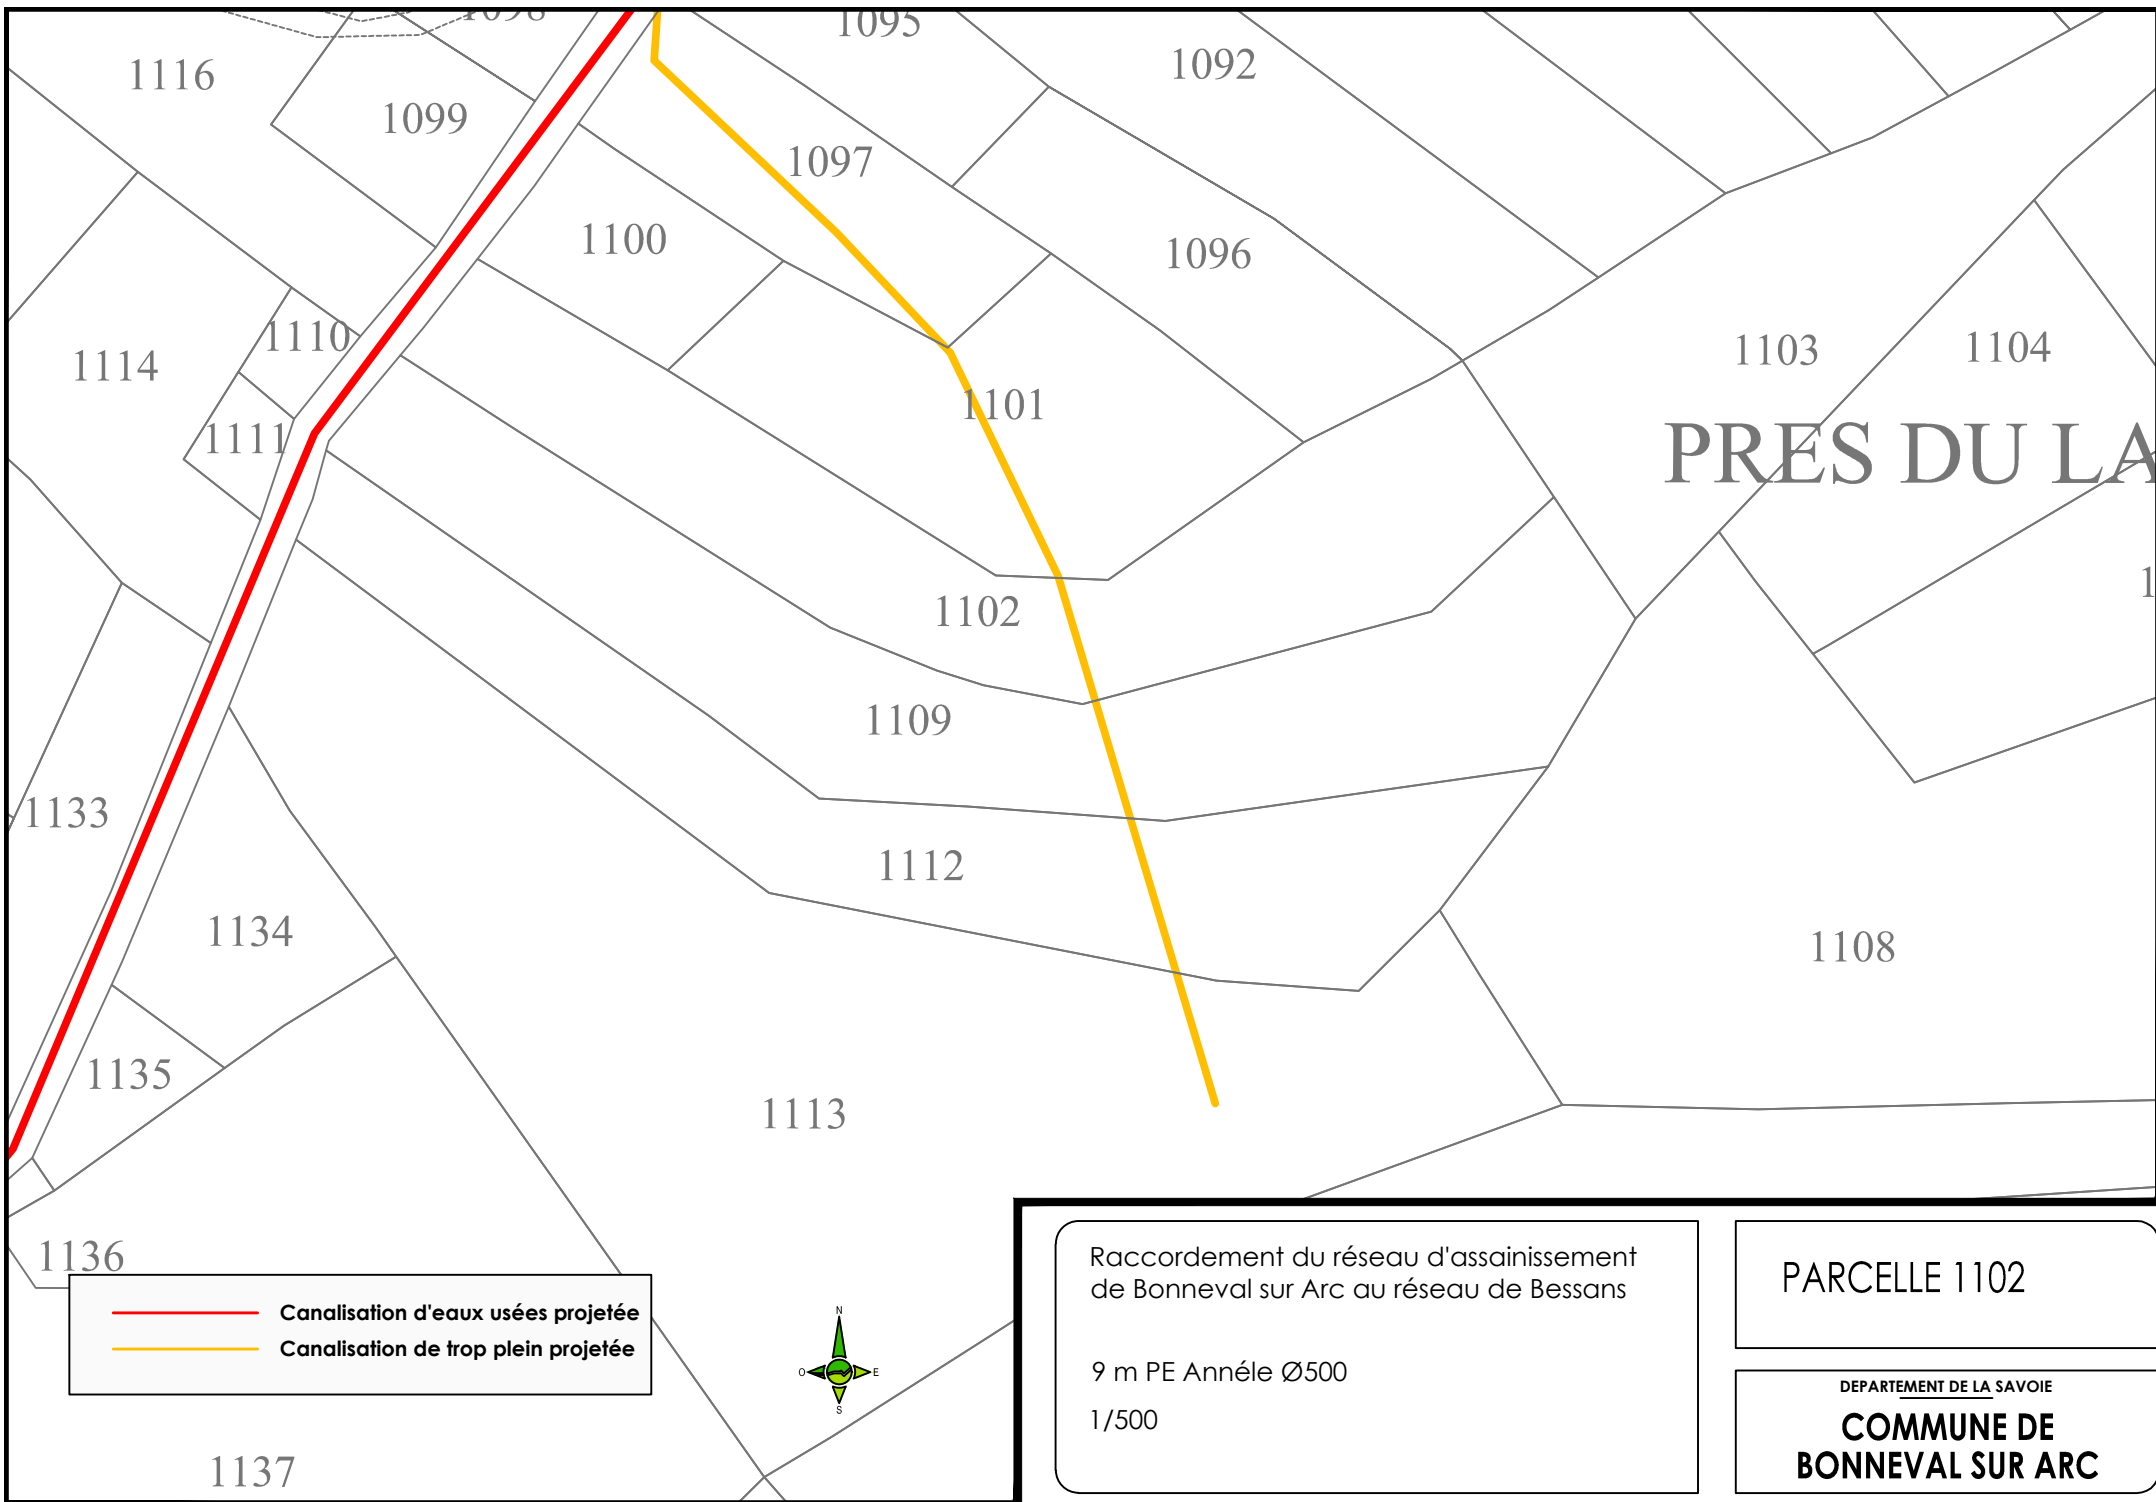 1098
1095
1116
1092
1099
1097
1100
1096
1110
1103
1104
1114
1101
1111
PRES DU LA
1
1102
1109
1133
1112
1134
1108
1135
1113
1136
1137
Canalisation d'eaux usées projetée
Canalisation de trop plein projetée
N
O
E
S
Raccordement du réseau d'assainissement
de Bonneval sur Arc au réseau de Bessans
9 m PE Annéle Ø500
1/500
PARCELLE 1102
DEPARTEMENT DE LA SAVOIE
COMMUNE DE
BONNEVAL SUR ARC